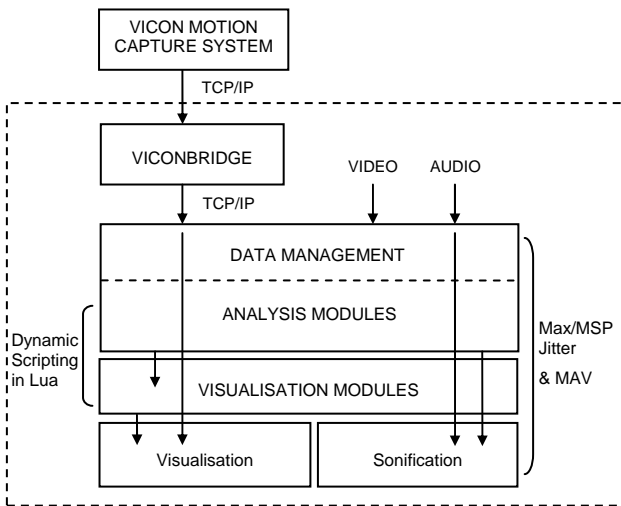 VICON MOTION
CAPTURE SYSTEM
TCP/IP
VICONBRIDGE
VIDEO
AUDIO
TCP/IP
DATA MANAGEMENT
ANALYSIS MODULES
Dynamic
Scripting
in Lua
Max/MSP
Jitter
& MAV
VISUALISATION MODULES
Visualisation
Sonification